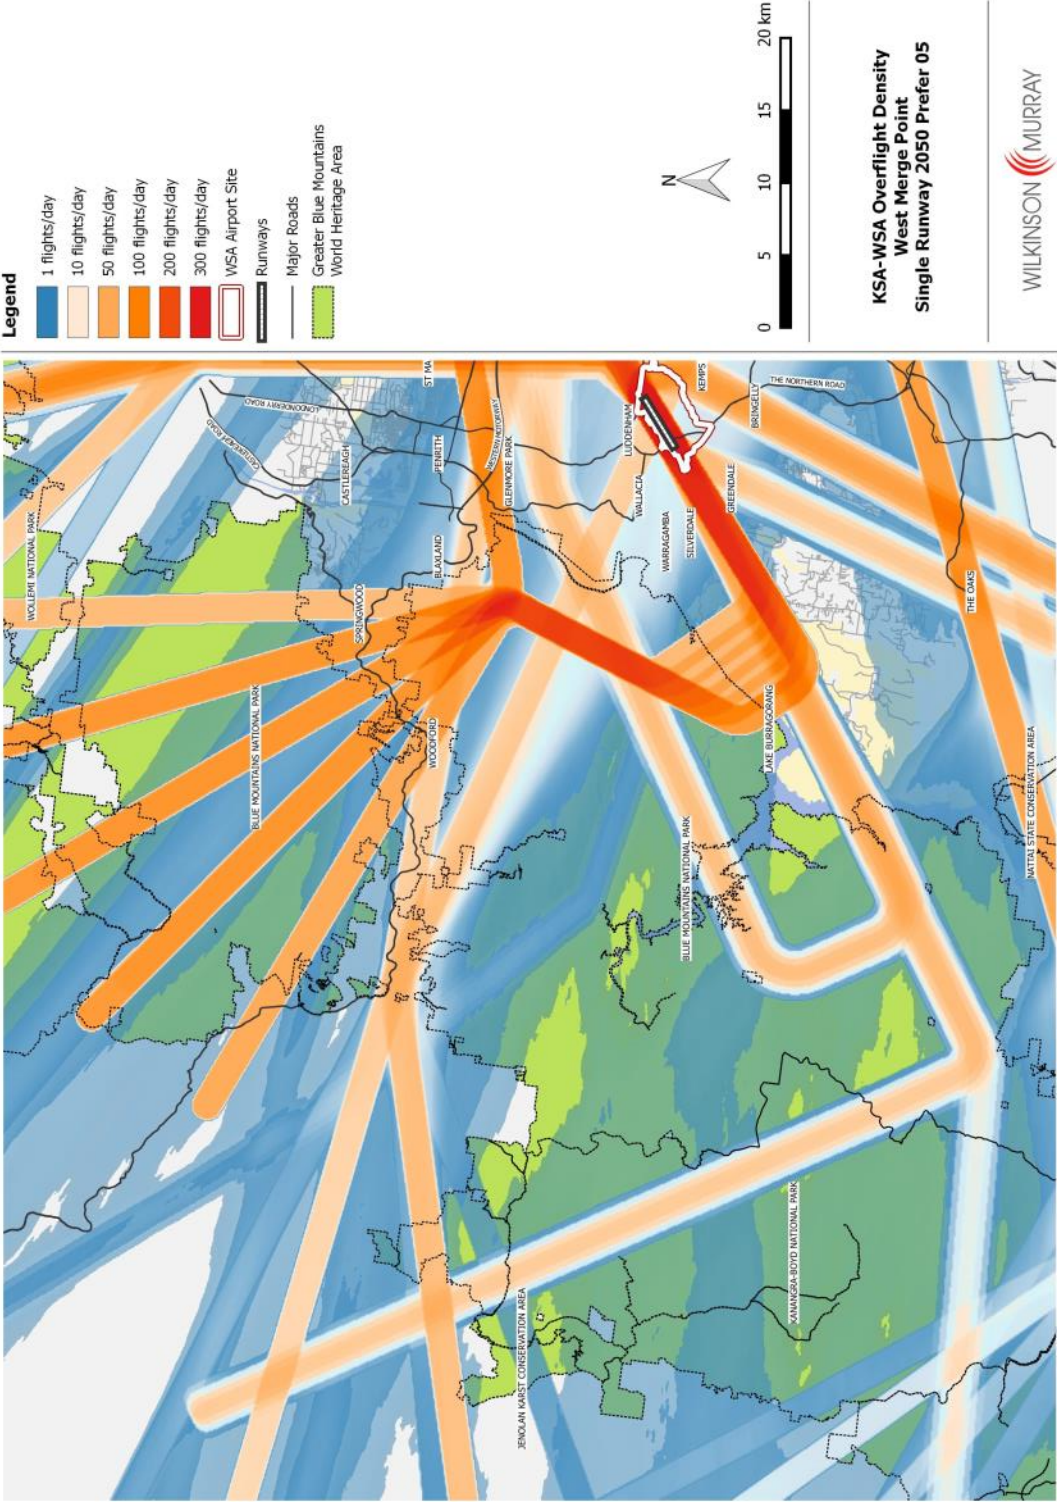 Legend
1 flights/day
10 flights/day
50 flights/day
100 flights/day
200 flights/day
300 flights/day
WSA Airport Site
Runways
Major Roads
Greater Blue Mountains
World Heritage Area
N
0 5 10 15 20 km
KSA-WSA Overflight Density
West Merge Point
Single Runway 2050 Prefer 05
WILKINSON MURRAY
WOLLEMI NATIONAL PARK
CASTLEREAGH ROAD
LONDONDERRY ROAD
ST MA
CASTLEREAGH
PENRITH
WESTERN MOTORWAY
GLENMORE PARK
BLAXLAND
SPRINGWOOD
BLUE MOUNTAINS NATIONAL PARK
WOODFORD
LUDDENHAM
KEMPS
BRINGELLY
THE NORTHERN ROAD
WALLACIA
WARRAGAMBA
SILVERDALE
GREENDALE
THE OAKS
LAKE BURRAGORANG
BLUE MOUNTAINS NATIONAL PARK
NATTAI STATE CONSERVATION AREA
KANANGRA-BOYD NATIONAL PARK
JENOLAN KARST CONSERVATION AREA